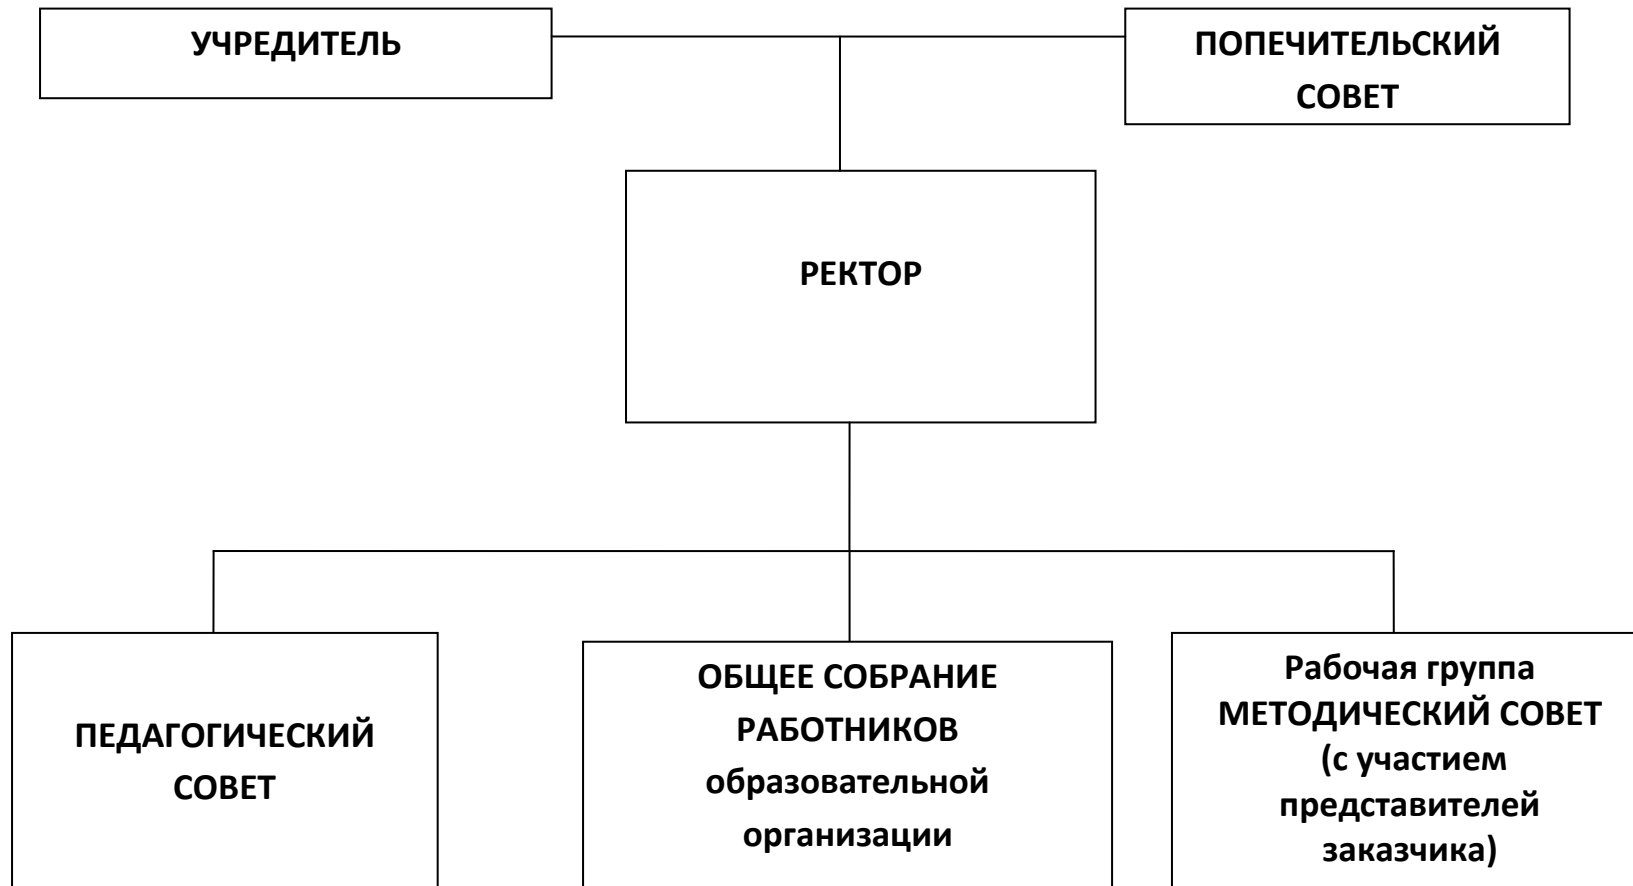 УЧРЕДИТЕЛЬ
ПОПЕЧИТЕЛЬСКИЙ
СОВЕТ
РЕКТОР
ПЕДАГОГИЧЕСКИЙ
СОВЕТ
ОБЩЕЕ СОБРАНИЕ
РАБОТНИКОВ
образовательной
организации
Рабочая группа
МЕТОДИЧЕСКИЙ СОВЕТ
(с участием
представителей
заказчика)